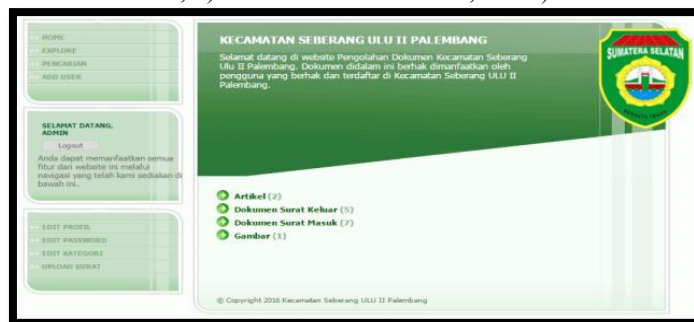 HOME
EXPLORE
PENCARIAN
ADD USER
SELAMAT DATANG,
ADMIN
Logout
Anda dapat memanfaatkan semua
fitur dari website ini melalui
navigasi yang telah kami sediakan di
bawah ini.
EDIT PROFIL
EDIT PASSWORD
EDIT KATEGORI
UPLOAD SURAT
KECAMATAN SEBERANG ULU II PALEMBANG
Selamat datang di website Pengolahan Dokumen Kecamatan Seberang
Ulu II Palembang. Dokumen didalam ini berhak dimanfaatkan oleh
pengguna yang berhak dan terdaftar di Kecamatan Seberang ULU II
Palembang.
SUMATERA SELATAN
BERSATU TEGUH
Artikel (2)
Dokumen Surat Keluar (5)
Dokumen Surat Masuk (7)
Gambar (1)
© Copyright 2016 Kecamatan Seberang ULU II Palembang